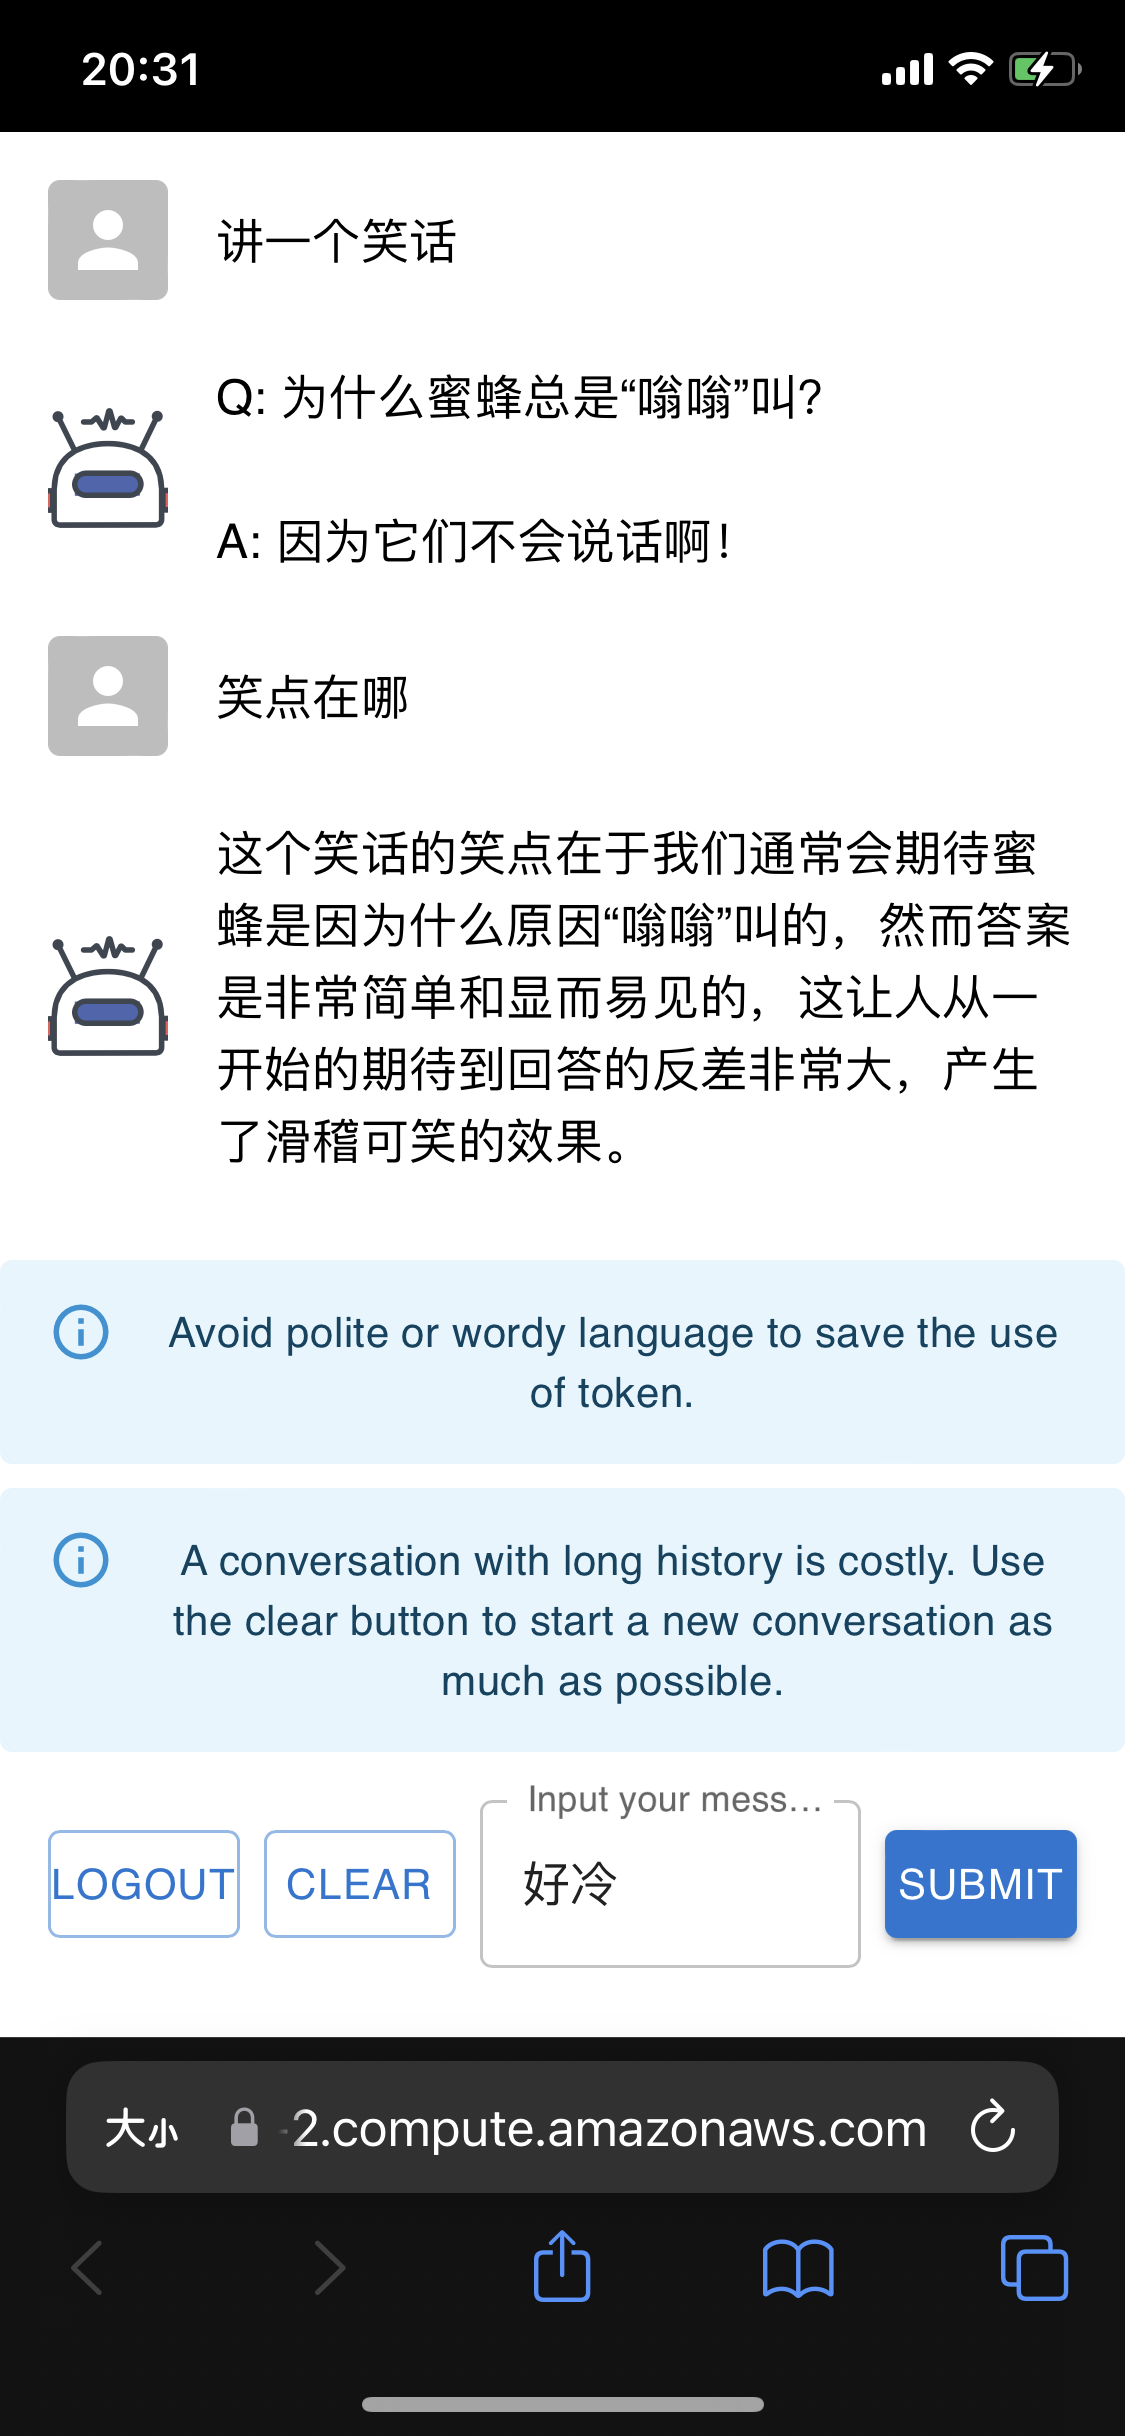 20:31
讲一个笑话
Q: 为什么蜜蜂总是“嗡嗡”叫?
A: 因为它们不会说话啊！
笑点在哪
这个笑话的笑点在于我们通常会期待蜜
蜂是因为什么原因“嗡嗡”叫的，然而答案
是非常简单和显而易见的，这让人从一
开始的期待到回答的反差非常大，产生
了滑稽可笑的效果。
Avoid polite or wordy language to save the use
of token.
A conversation with long history is costly. Use
the clear button to start a new conversation as
much as possible.
Input your mess...
LOGOUT CLEAR 好冷 SUBMIT
大小 -2.compute.amazonaws.com